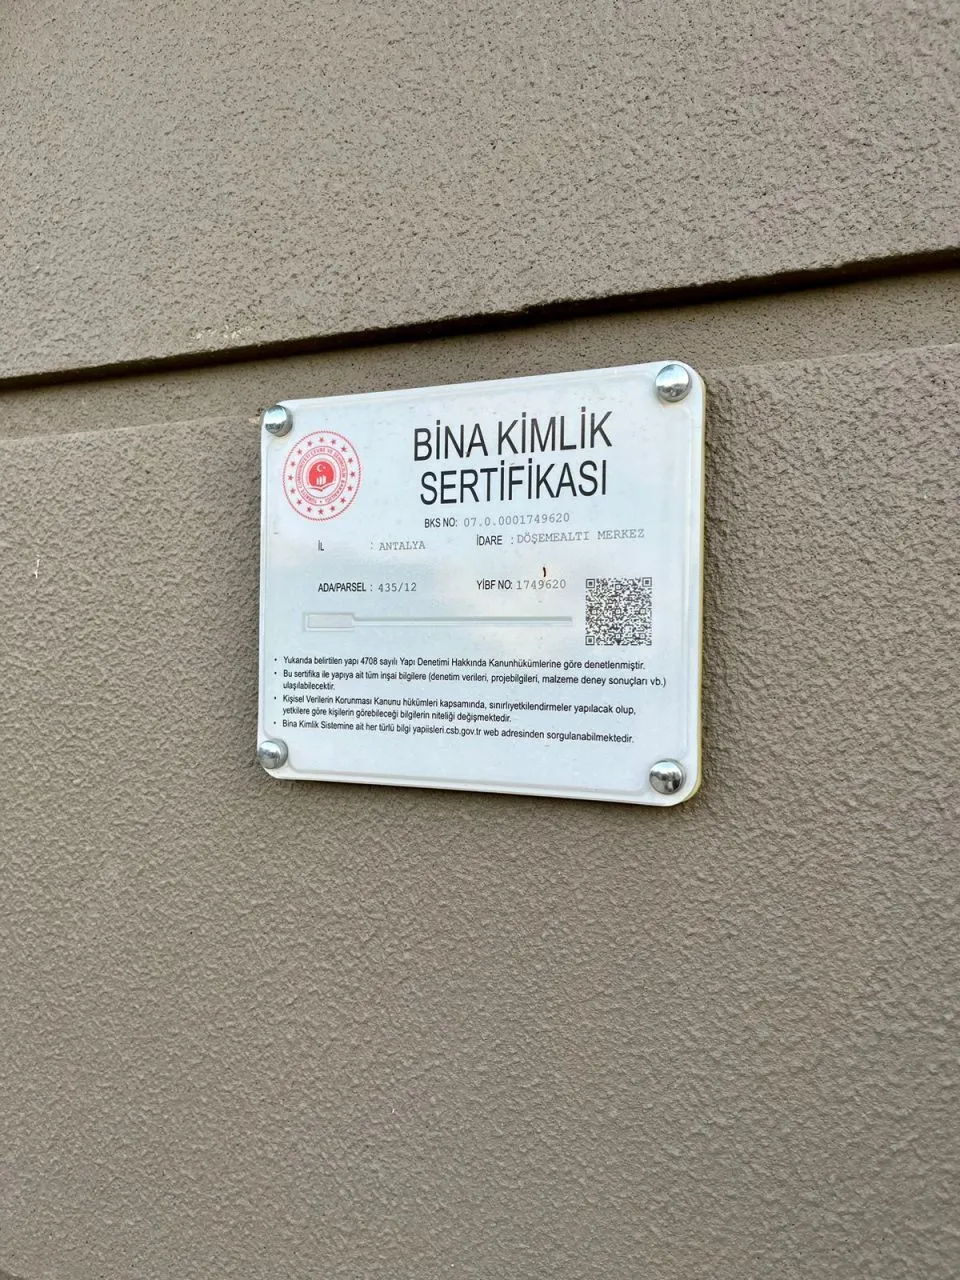 BİNA KİMLİK
SERTİFİKASI
BKS NO: 07.0.0001749620
İL : ANTALYA
İDARE : DÖŞEMEALTI MERKEZ
ADA/PARSEL : 435/12
YİBF NO: 1749620
• Yukarıda belirtilen yapı 4708 sayılı Yapı Denetimi Hakkında Kanunhükümlerine göre denetlenmiştir.
• Bu sertifika ile yapıya ait tüm inşai bilgilere (denetim verileri, projebilgileri, malzeme deney sonuçları vb.)
ulaşılabilecektir.
• Kişisel Verilerin Korunması Kanunu hükümleri kapsamında, sınırlıyetkilendirmeler yapılacak olup,
yetkilere göre kişilerin görebileceği bilgilerin niteliği değişmektedir.
• Bina Kimlik Sistemine ait her türlü bilgi yapiisleri.csb.gov.tr web adresinden sorgulanabilmektedir.